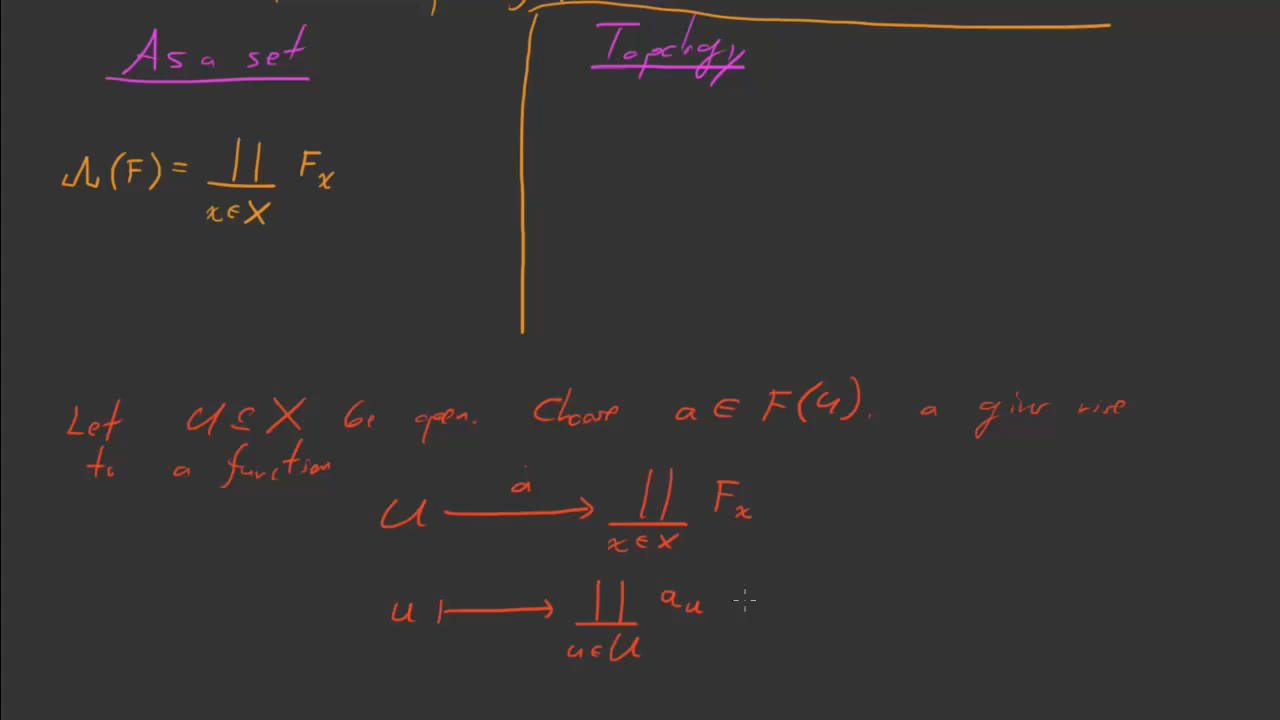 As a set
Topology
Λ(F) = ∐ F_x
x ∈ X
Let U ⊆ X be open. Choose a ∈ F(U). a gives rise
to a function
U ⟶ ∐ F_x
ȧ
x ∈ X
u ⟼ ∐ a_u
u ∈ U